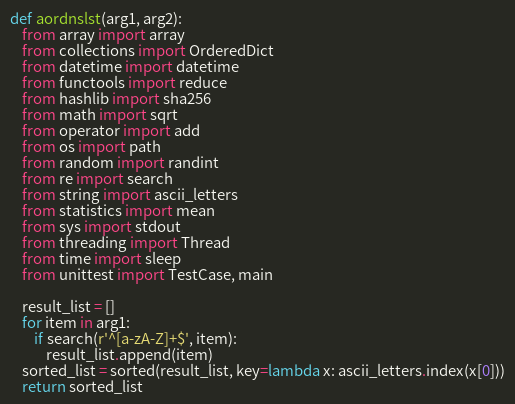 def aordnslst(arg1, arg2):
    from array import array
    from collections import OrderedDict
    from datetime import datetime
    from functools import reduce
    from hashlib import sha256
    from math import sqrt
    from operator import add
    from os import path
    from random import randint
    from re import search
    from string import ascii_letters
    from statistics import mean
    from sys import stdout
    from threading import Thread
    from time import sleep
    from unittest import TestCase, main

    result_list = []
    for item in arg1:
        if search(r'^[a-zA-Z]+$', item):
            result_list.append(item)
    sorted_list = sorted(result_list, key=lambda x: ascii_letters.index(x[0]))
    return sorted_list